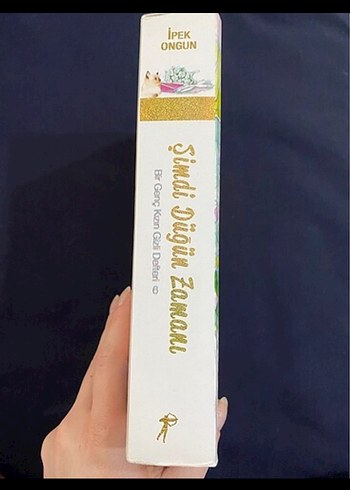 İPEK
ONGUN
Şimdi Düğün Zamanı
Bir Genç Kızın Gizli Defteri